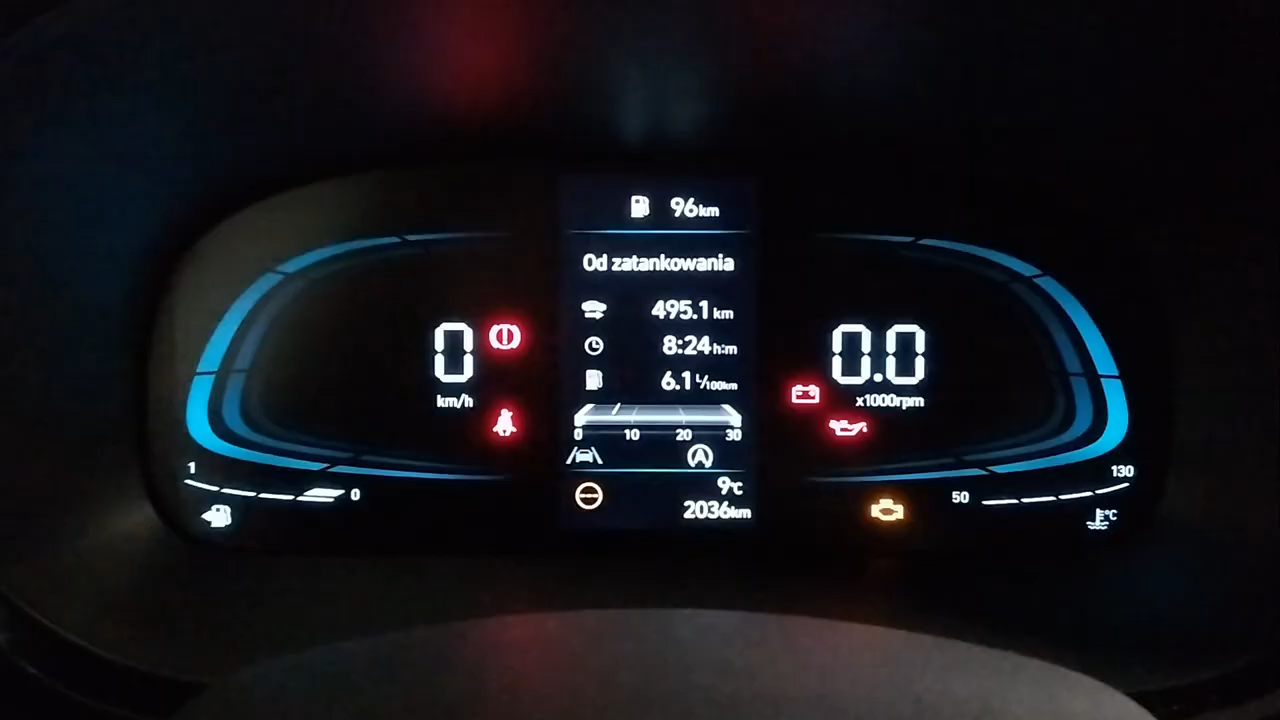 96km
Od zatankowania
495.1 km
8:24 h:m
6.1 L/100km
0 10 20 30
A
9°C
2036km
0
km/h
1 0
0.0
x1000rpm
50 130
°C